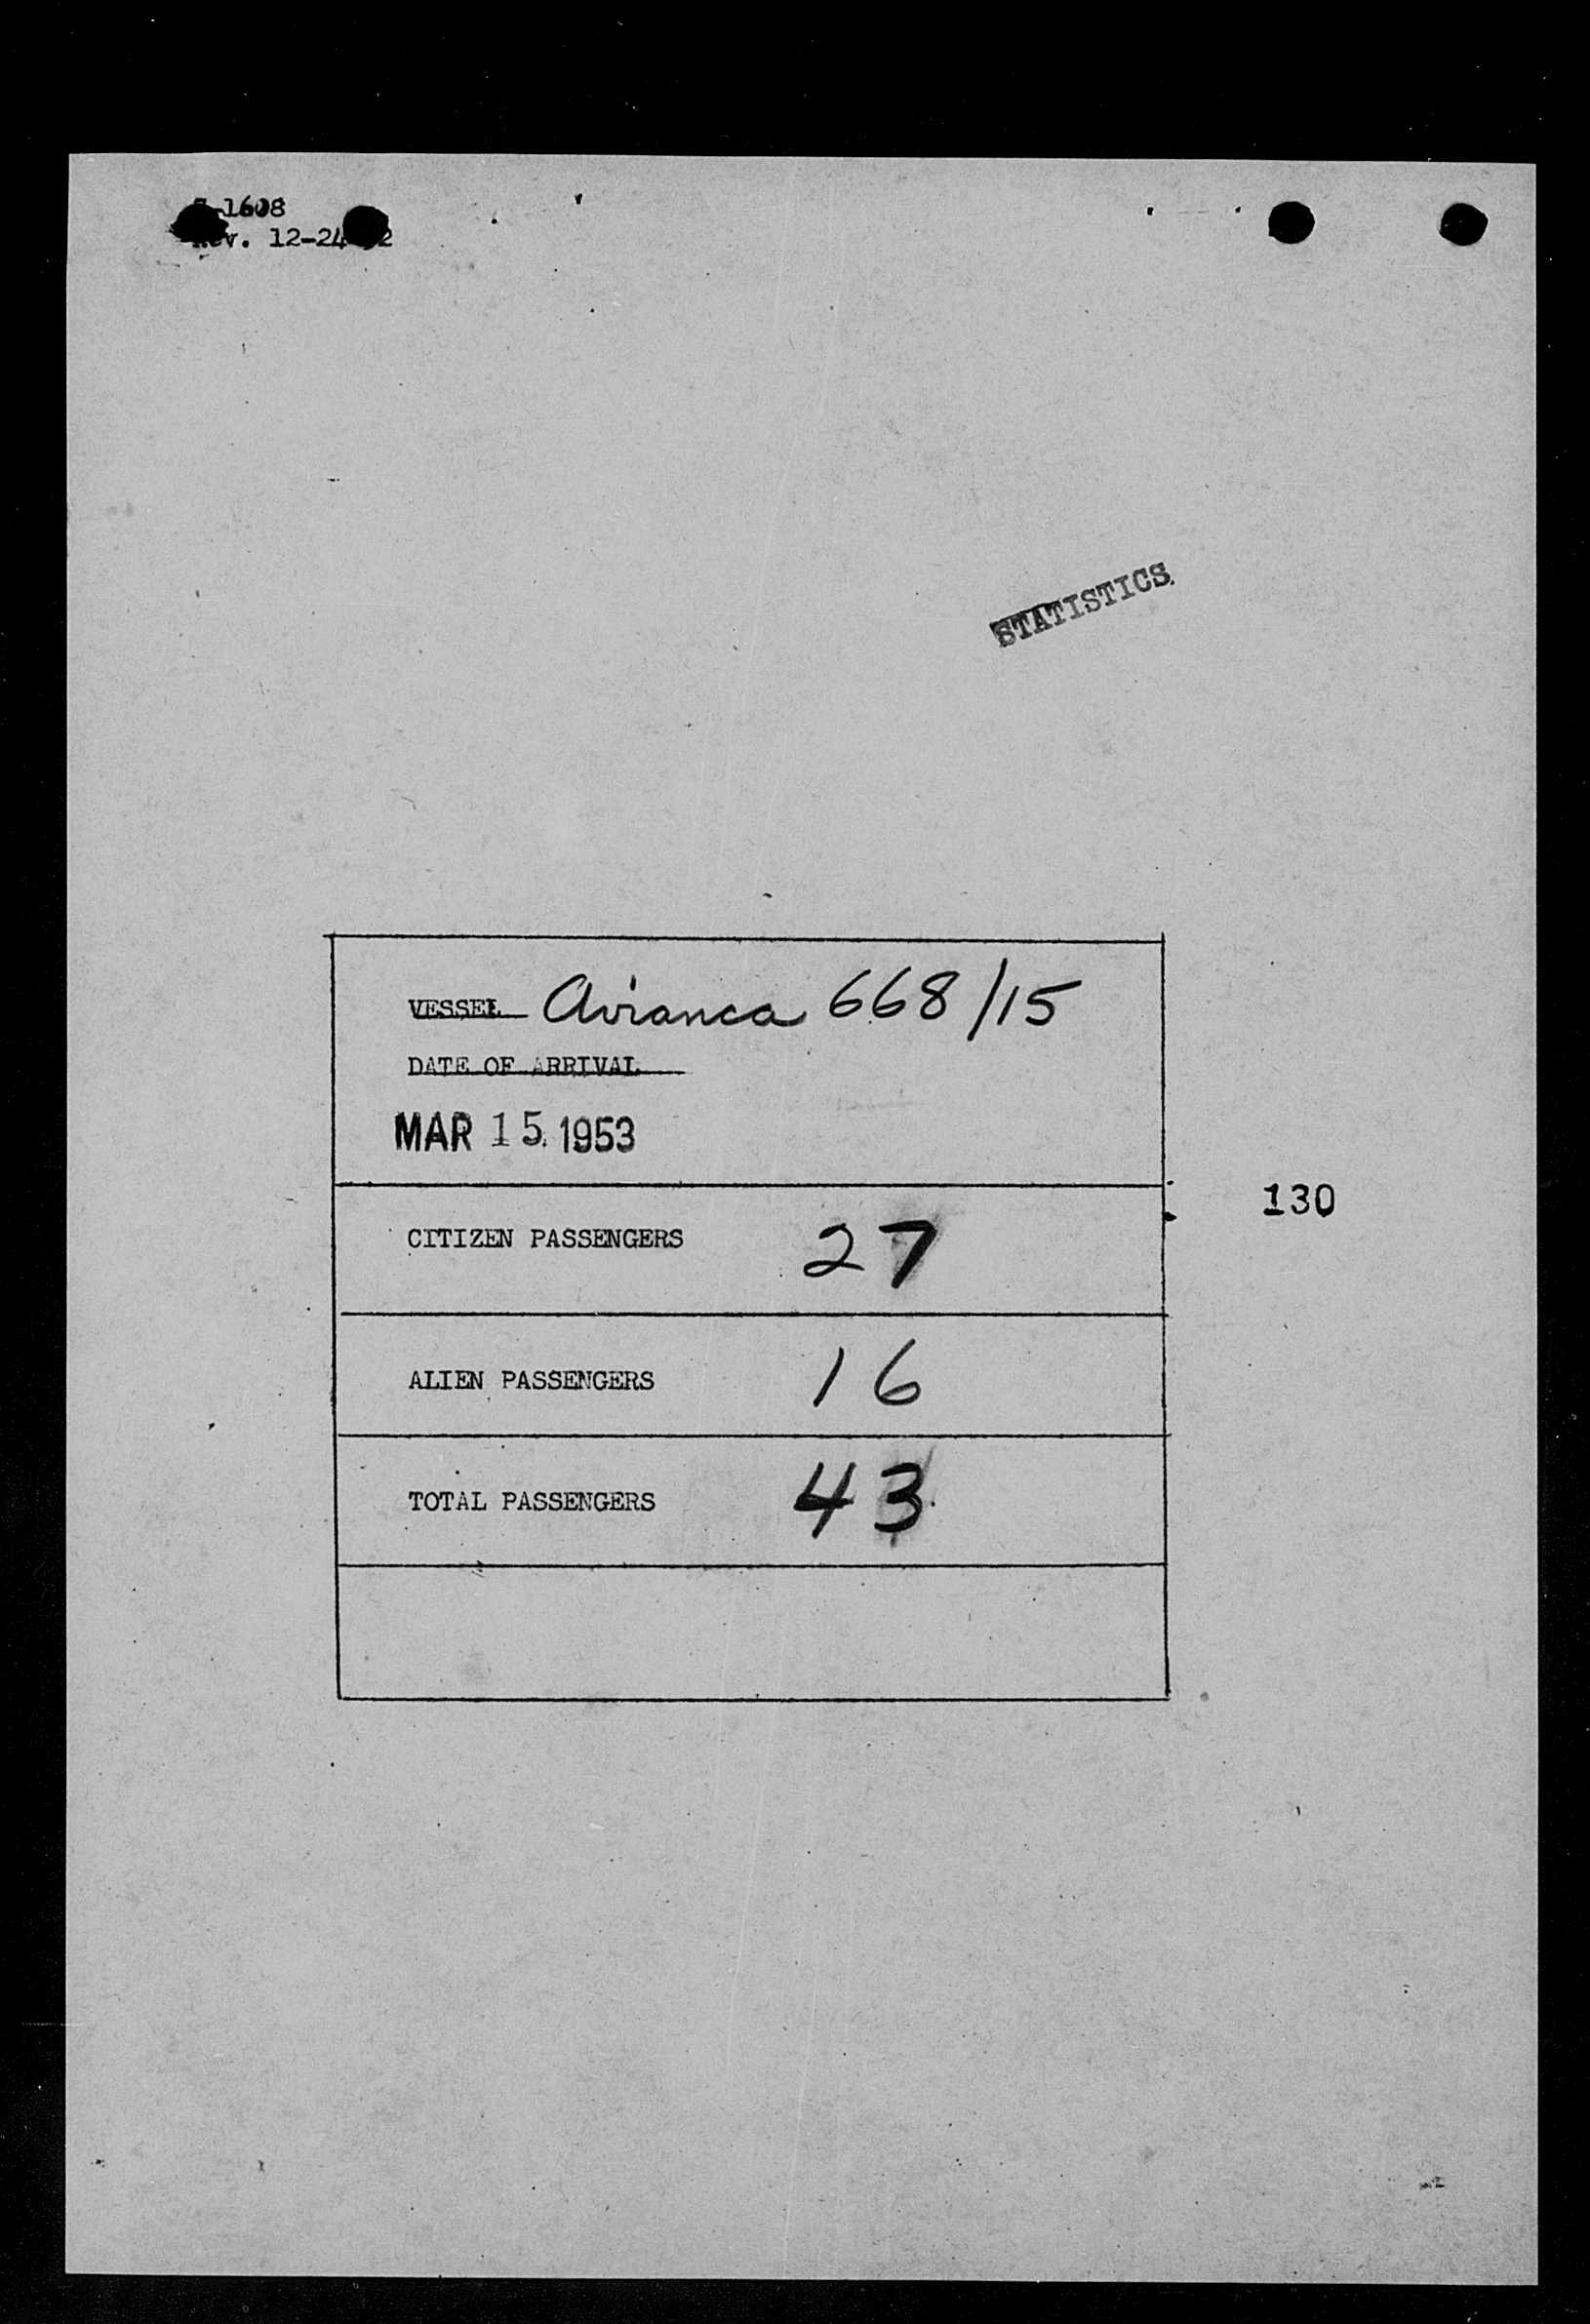 -1608
12-24
STATISTICS
VESSEL Avianca 668/15
DATE OF ARRIVAL
MAR 15 1953
130
CITIZEN PASSENGERS 27
ALIEN PASSENGERS 16
TOTAL PASSENGERS 43